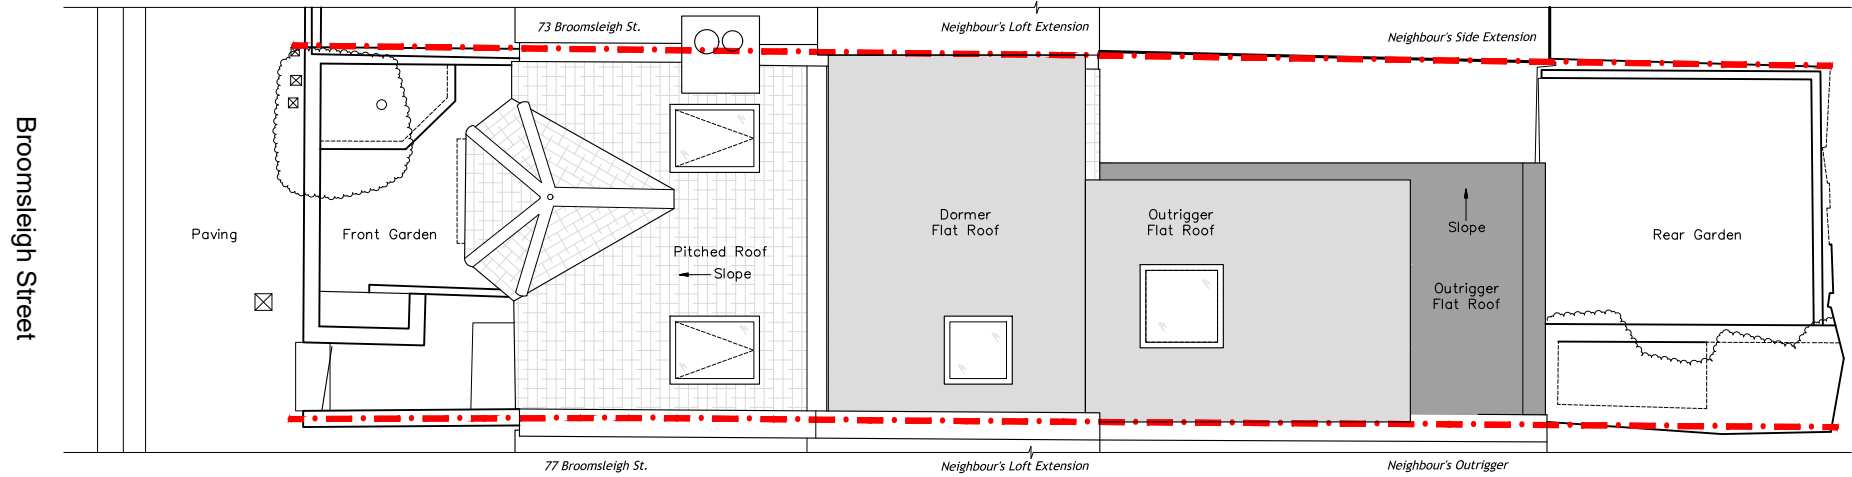 73 Broomsleigh St.
Neighbour's Loft Extension
Neighbour's Side Extension
Broomsleigh Street
Paving
Front Garden
Pitched Roof
Slope
Dormer
Flat Roof
Outrigger
Flat Roof
Slope
Outrigger
Flat Roof
Rear Garden
77 Broomsleigh St.
Neighbour's Loft Extension
Neighbour's Outrigger